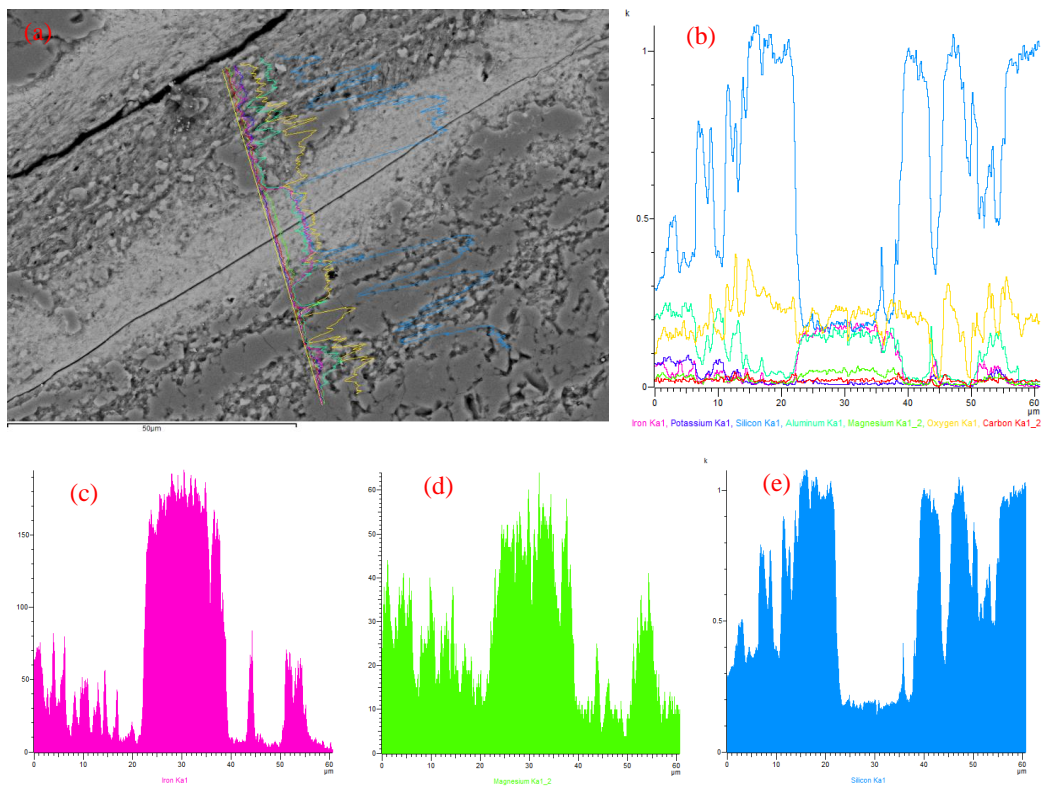 (a)
50µm
k
(b)
1
0.5
0
0 10 20 30 40 50 60
µm
Iron Ka1, Potassium Ka1, Silicon Ka1, Aluminum Ka1, Magnesium Ka1_2, Oxygen Ka1, Carbon Ka1_2
(c)
150
100
50
0
0 10 20 30 40 50 60
µm
Iron Ka1
(d)
60
50
40
30
20
10
0
0 10 20 30 40 50 60
µm
Magnesium Ka1_2
k
(e)
1
0.5
0
0 20 40 60
µm
Silicon Ka1